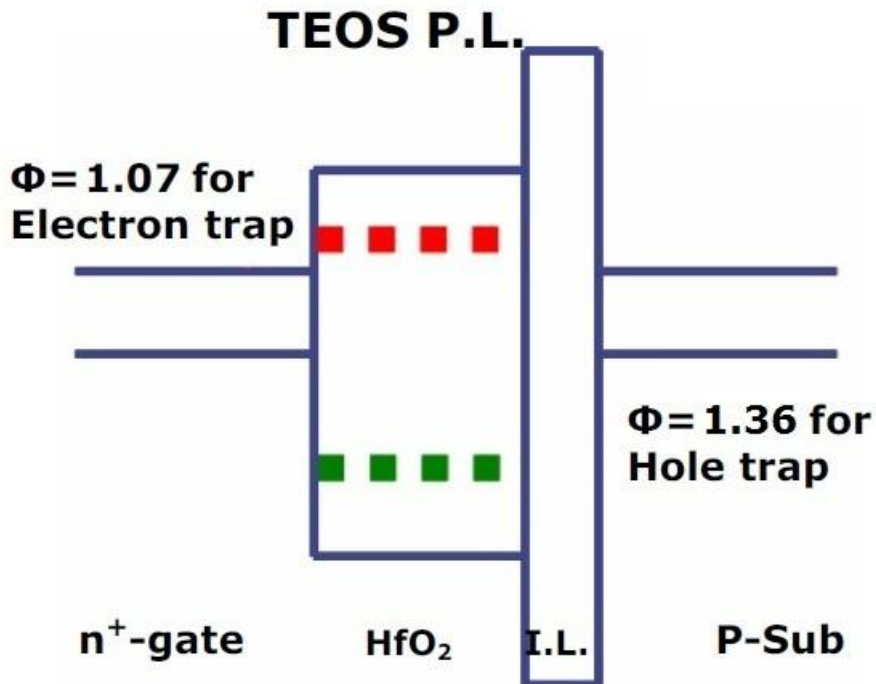 TEOS P.L.
Φ=1.07 for
Electron trap
Φ=1.36 for
Hole trap
n⁺-gate
HfO₂
I.L.
P-Sub